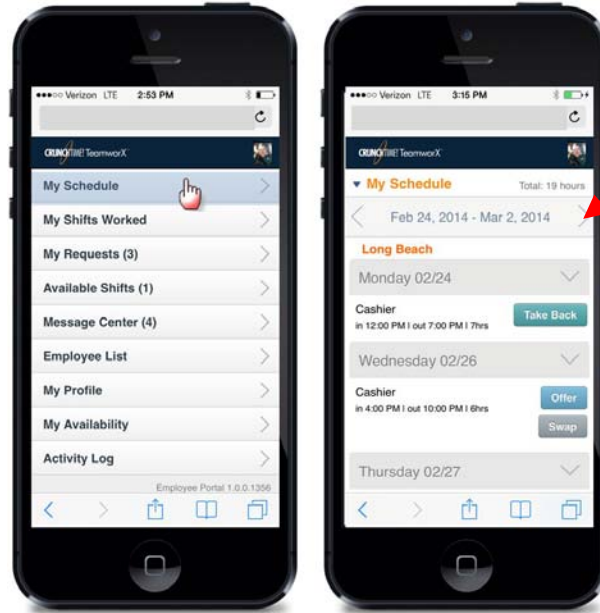 Verizon LTE 2:53 PM
CRUNCHTIME! TeamworX
My Schedule
My Shifts Worked
My Requests (3)
Available Shifts (1)
Message Center (4)
Employee List
My Profile
My Availability
Activity Log
Employee Portal 1.0.0.1356
Verizon LTE 3:15 PM
CRUNCHTIME! TeamworX
My Schedule Total: 19 hours
Feb 24, 2014 - Mar 2, 2014
Long Beach
Monday 02/24
Cashier
in 12:00 PM I out 7:00 PM I 7hrs
Take Back
Wednesday 02/26
Cashier
in 4:00 PM I out 10:00 PM I 6hrs
Offer
Swap
Thursday 02/27